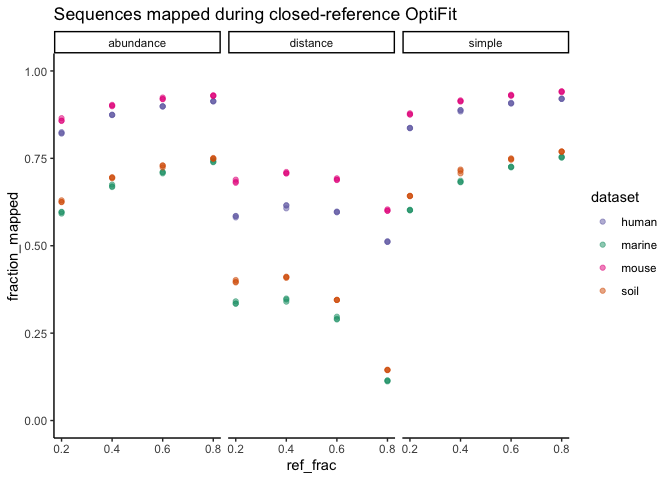 Sequences mapped during closed-reference OptiFit
abundance distance simple
1.00
0.75
0.50
0.25
0.00
fraction_mapped
0.2 0.4 0.6 0.8 0.2 0.4 0.6 0.8 0.2 0.4 0.6 0.8
ref_frac
dataset
human
marine
mouse
soil